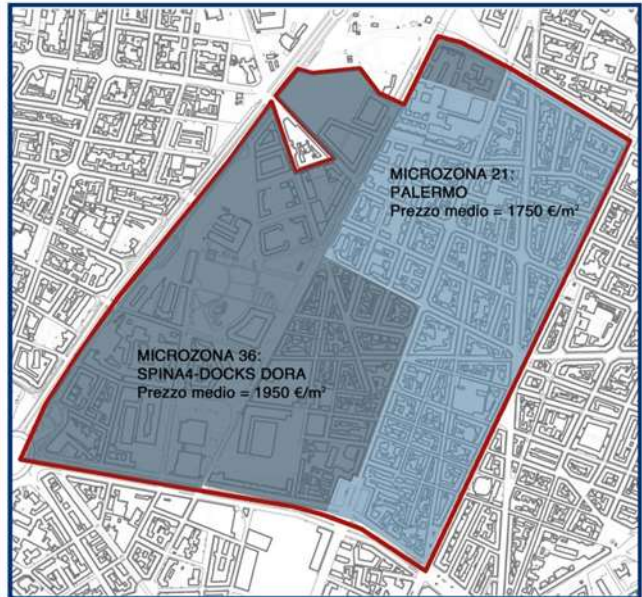 MICROZONA 21:
PALERMO
Prezzo medio = 1750 €/m²
MICROZONA 36:
SPINA4-DOCKS DORA
Prezzo medio = 1950 €/m²